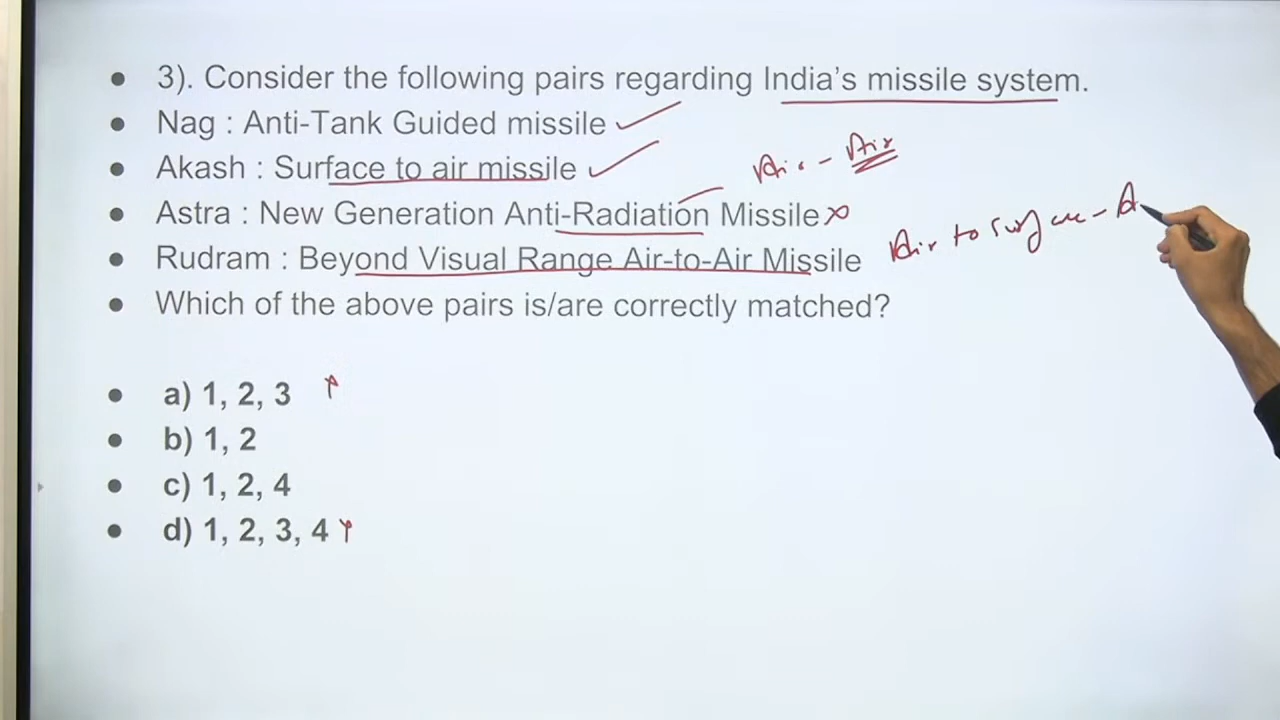 3). Consider the following pairs regarding India's missile system.
Nag : Anti-Tank Guided missile
Akash : Surface to air missile
Air - Air
Astra : New Generation Anti-Radiation Missile
Air to Surface - A
Rudram : Beyond Visual Range Air-to-Air Missile
Which of the above pairs is/are correctly matched?
a) 1, 2, 3
b) 1, 2
c) 1, 2, 4
d) 1, 2, 3, 4